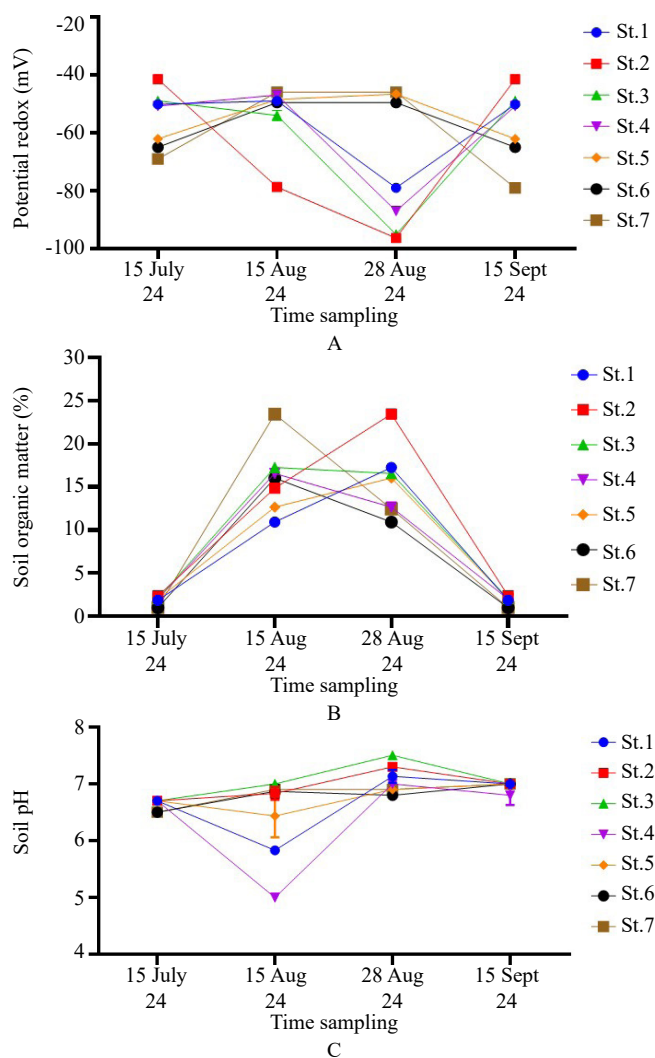 Potential redox (mV)
-20
-40
-60
-80
-100
15 July
24
15 Aug
24
28 Aug
24
15 Sept
24
Time sampling
A
St.1
St.2
St.3
St.4
St.5
St.6
St.7
Soil organic matter (%)
30
25
20
15
10
5
0
15 July
24
15 Aug
24
28 Aug
24
15 Sept
24
Time sampling
B
St.1
St.2
St.3
St.4
St.5
St.6
St.7
Soil pH
8
7
6
5
4
15 July
24
15 Aug
24
28 Aug
24
15 Sept
24
Time sampling
C
St.1
St.2
St.3
St.4
St.5
St.6
St.7